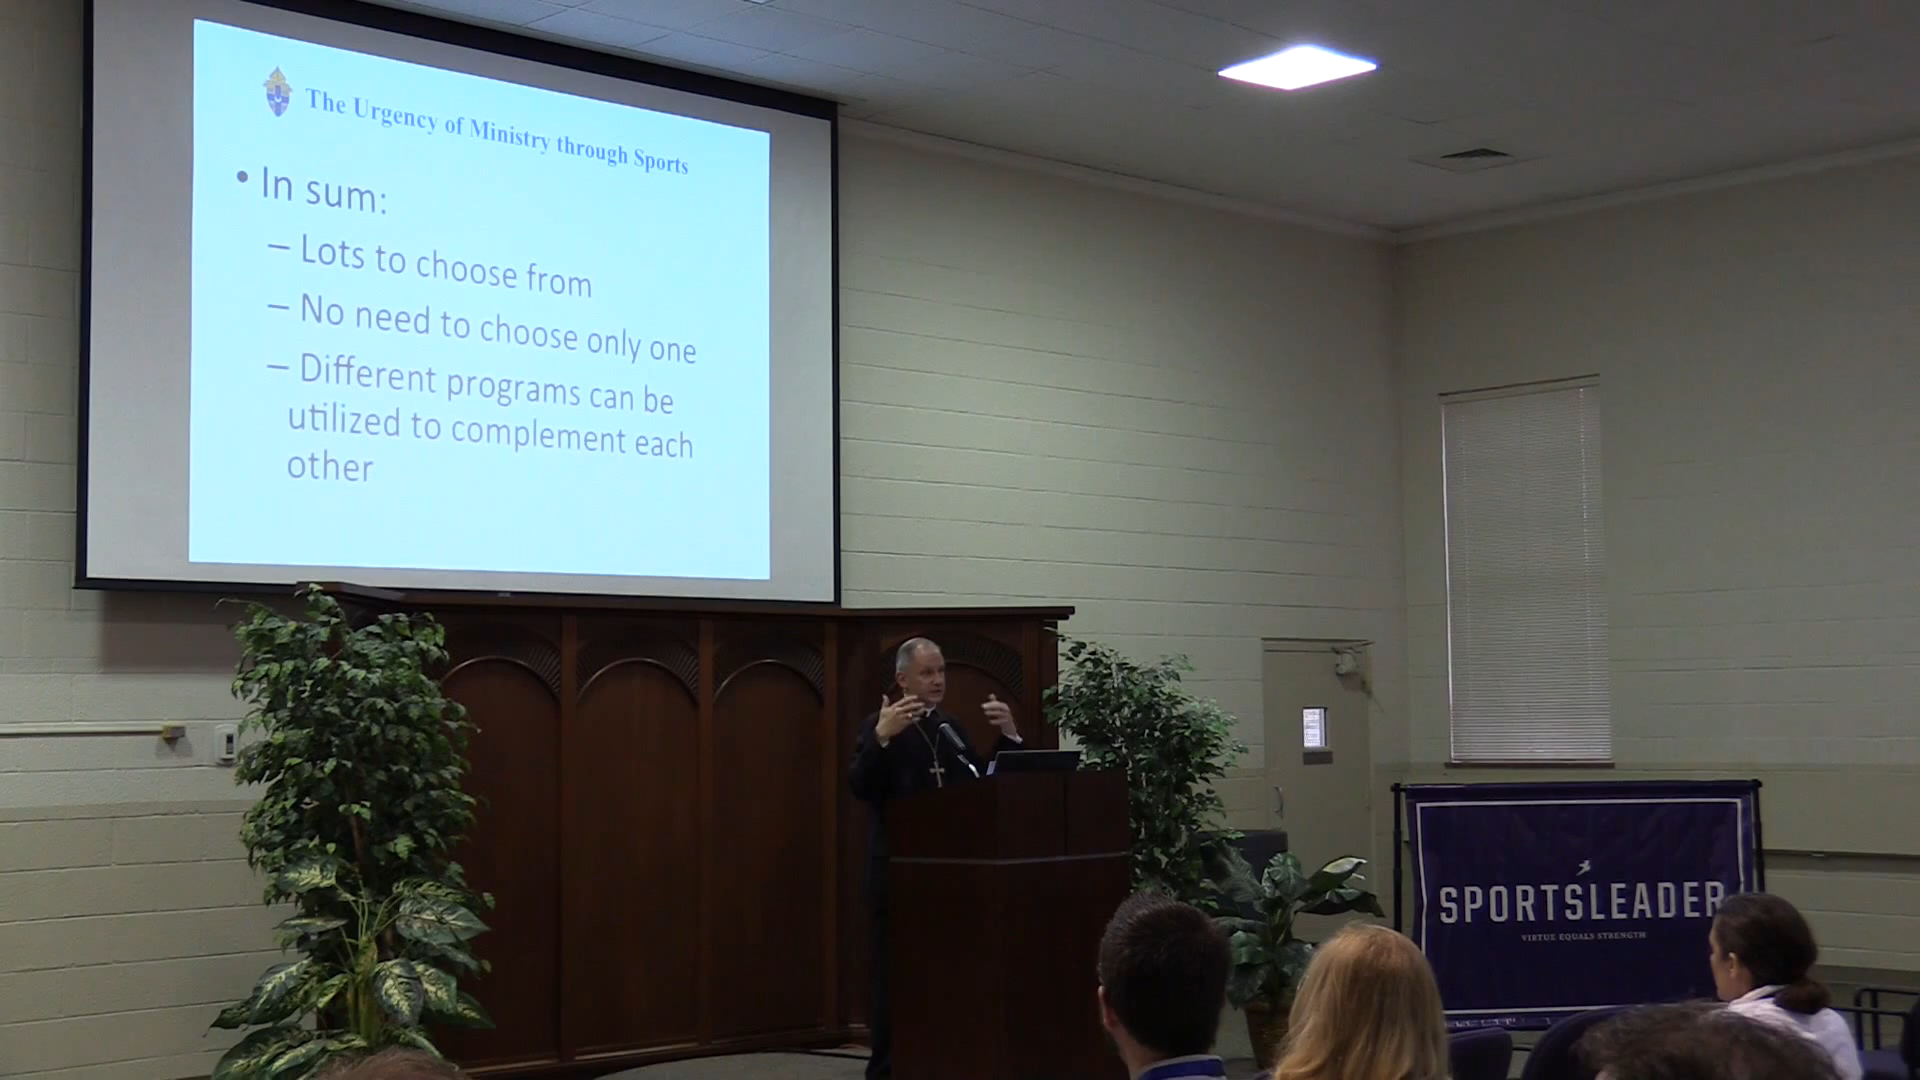 The Urgency of Ministry through Sports
• In sum:
– Lots to choose from
– No need to choose only one
– Different programs can be
utilized to complement each
other
SPORTSLEADER
VIRTUE EQUALS STRENGTH